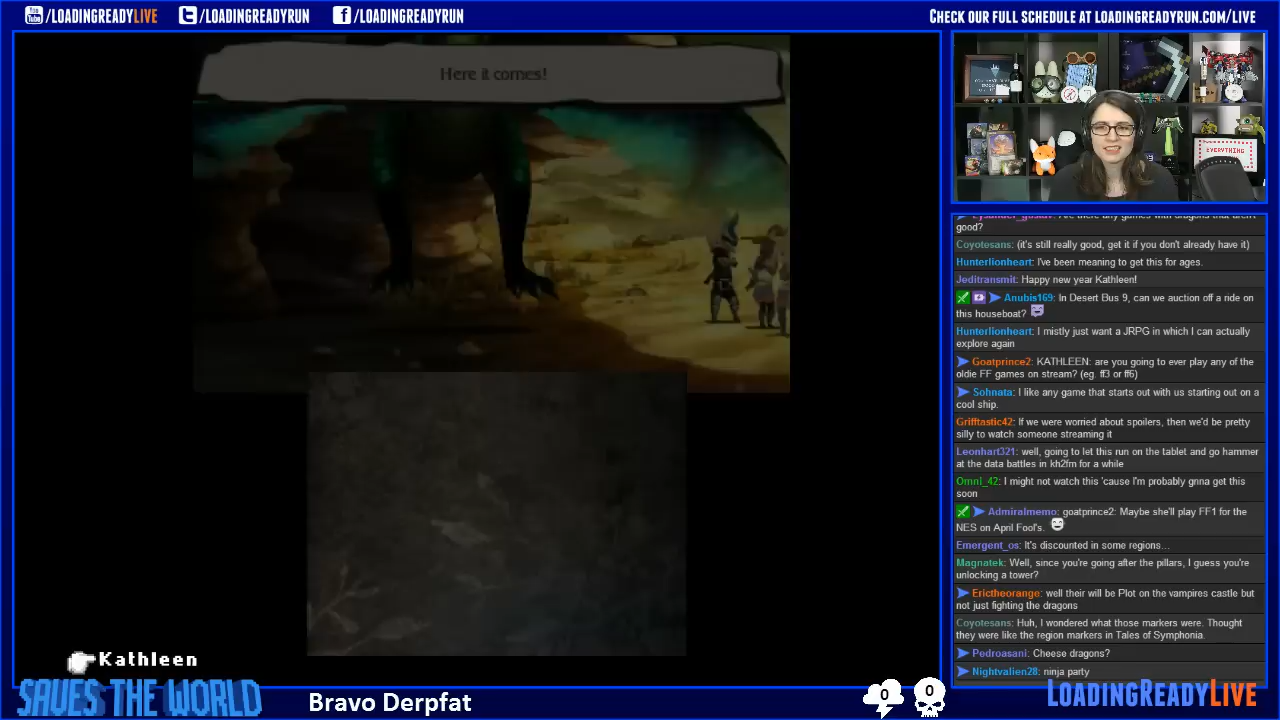 /LOADINGREADYLIVE
/LOADINGREADYRUN
/LOADINGREADYRUN
CHECK OUR FULL SCHEDULE AT LOADINGREADYRUN.COM/LIVE
Here it comes!
EVERYTHING
Are there any games with dragons that aren't
good?
Coyotesans: (it's still really good, get it if you don't already have it)
Hunterlionheart: I've been meaning to get this for ages.
Jeditransmit: Happy new year Kathleen!
Anubis169: In Desert Bus 9, can we auction off a ride on
this houseboat?
Hunterlionheart: I mistly just want a JRPG in which I can actually
explore again
Goatprince2: KATHLEEN: are you going to ever play any of the
oldie FF games on stream? (eg. ff3 or ff6)
Sohnata: I like any game that starts out with us starting out on a
cool ship.
Grifftastic42: If we were worried about spoilers, then we'd be pretty
silly to watch someone streaming it
Leonhart321: well, going to let this run on the tablet and go hammer
at the data battles in kh2fm for a while
Omni_42: I might not watch this 'cause I'm probably gnna get this
soon
Admiralmemo: goatprince2: Maybe she'll play FF1 for the
NES on April Fool's.
Emergent_os: It's discounted in some regions...
Magnatek: Well, since you're going after the pillars, I guess you're
unlocking a tower?
Erictheorange: well their will be Plot on the vampires castle but
not just fighting the dragons
Coyotesans: Huh, I wondered what those markers were. Thought
they were like the region markers in Tales of Symphonia.
Pedroasani: Cheese dragons?
Nightvalien28: ninja party
Kathleen
SAVES THE WORLD
Bravo Derpfat
0
0
LOADINGREADYLIVE